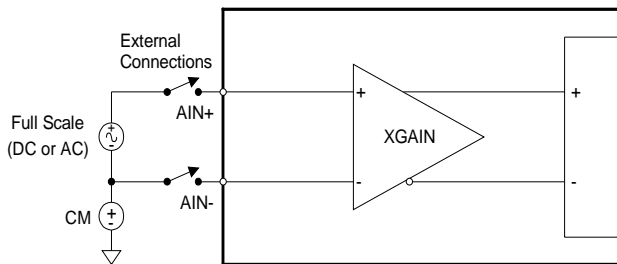 External
Connections
AIN+
Full Scale
(DC or AC)
+
-
CM
+
-
AIN-
+
-
XGAIN
+
-